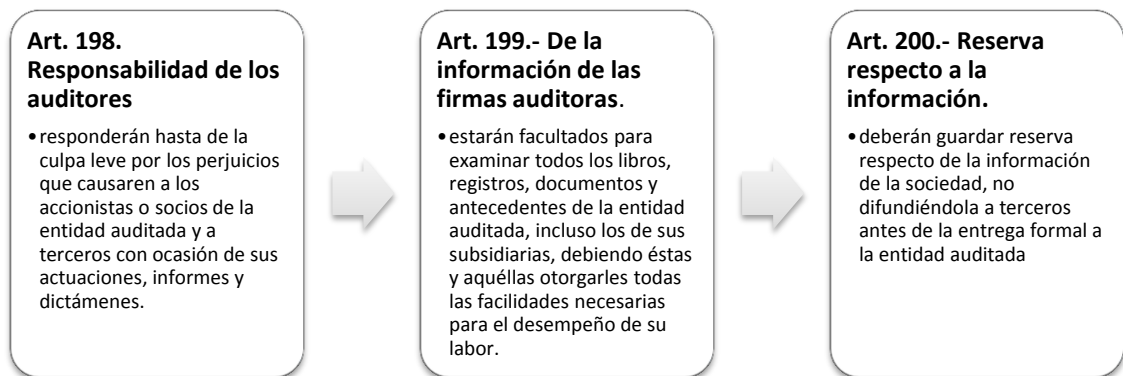 Art. 198.
Responsabilidad de los
auditores
•responderán hasta de la
culpa leve por los perjuicios
que causaren a los
accionistas o socios de la
entidad auditada y a
terceros con ocasión de sus
actuaciones, informes y
dictámenes.
Art. 199.- De la
información de las
firmas auditoras.
•estarán facultados para
examinar todos los libros,
registros, documentos y
antecedentes de la entidad
auditada, incluso los de sus
subsidiarias, debiendo éstas
y aquéllas otorgarles todas
las facilidades necesarias
para el desempeño de su
labor.
Art. 200.- Reserva
respecto a la
información.
•deberán guardar reserva
respecto de la información
de la sociedad, no
difundiéndola a terceros
antes de la entrega formal a
la entidad auditada